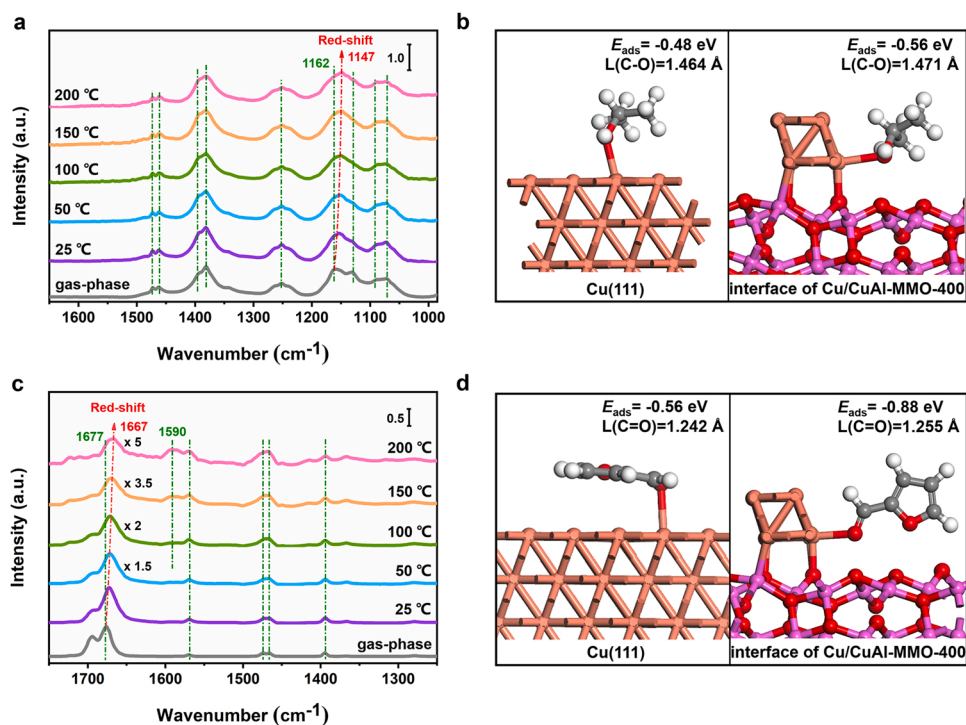 a
Red-shift
1162
1147
1.0
200 ℃
150 ℃
100 ℃
50 ℃
25 ℃
gas-phase
Intensity (a.u.)
1600 1500 1400 1300 1200 1100 1000
Wavenumber (cm-1)
b
Eads= -0.48 eV
L(C-O)=1.464 Å
Cu(111)
Eads= -0.56 eV
L(C-O)=1.471 Å
interface of Cu/CuAl-MMO-400
c
Red-shift
1677
1667
1590
0.5
x 5
200 ℃
x 3.5
150 ℃
x 2
100 ℃
x 1.5
50 ℃
25 ℃
gas-phase
Intensity (a.u.)
1700 1600 1500 1400 1300
Wavenumber (cm-1)
d
Eads= -0.56 eV
L(C=O)=1.242 Å
Cu(111)
Eads= -0.88 eV
L(C=O)=1.255 Å
interface of Cu/CuAl-MMO-400